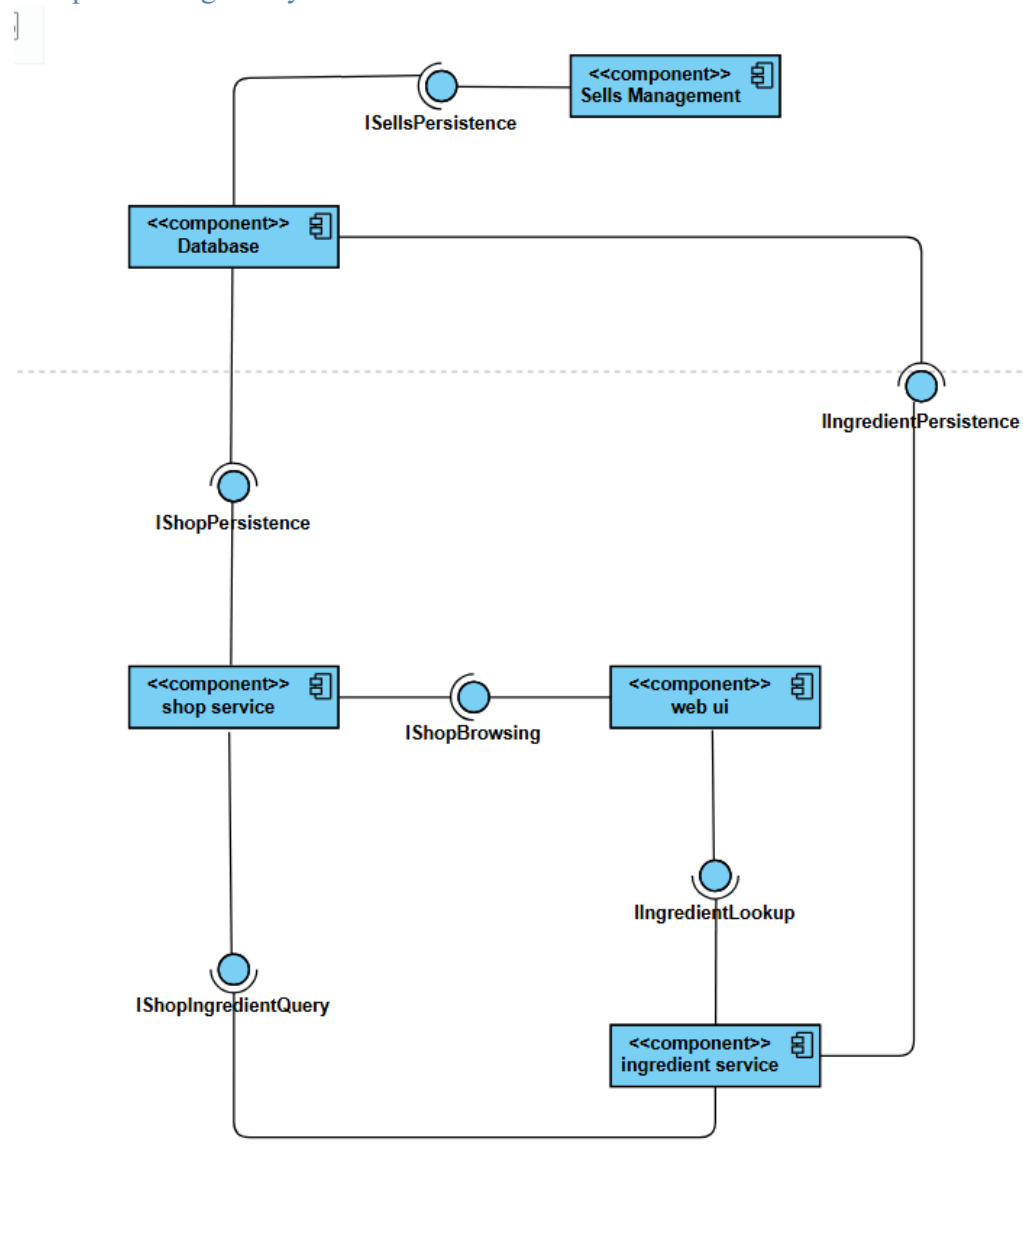 <<component>>
Sells Management
ISellsPersistence
<<component>>
Database
IIngredientPersistence
IShopPersistence
<<component>>
shop service
<<component>>
web ui
IShopBrowsing
IIngredientLookup
IShopIngredientQuery
<<component>>
ingredient service